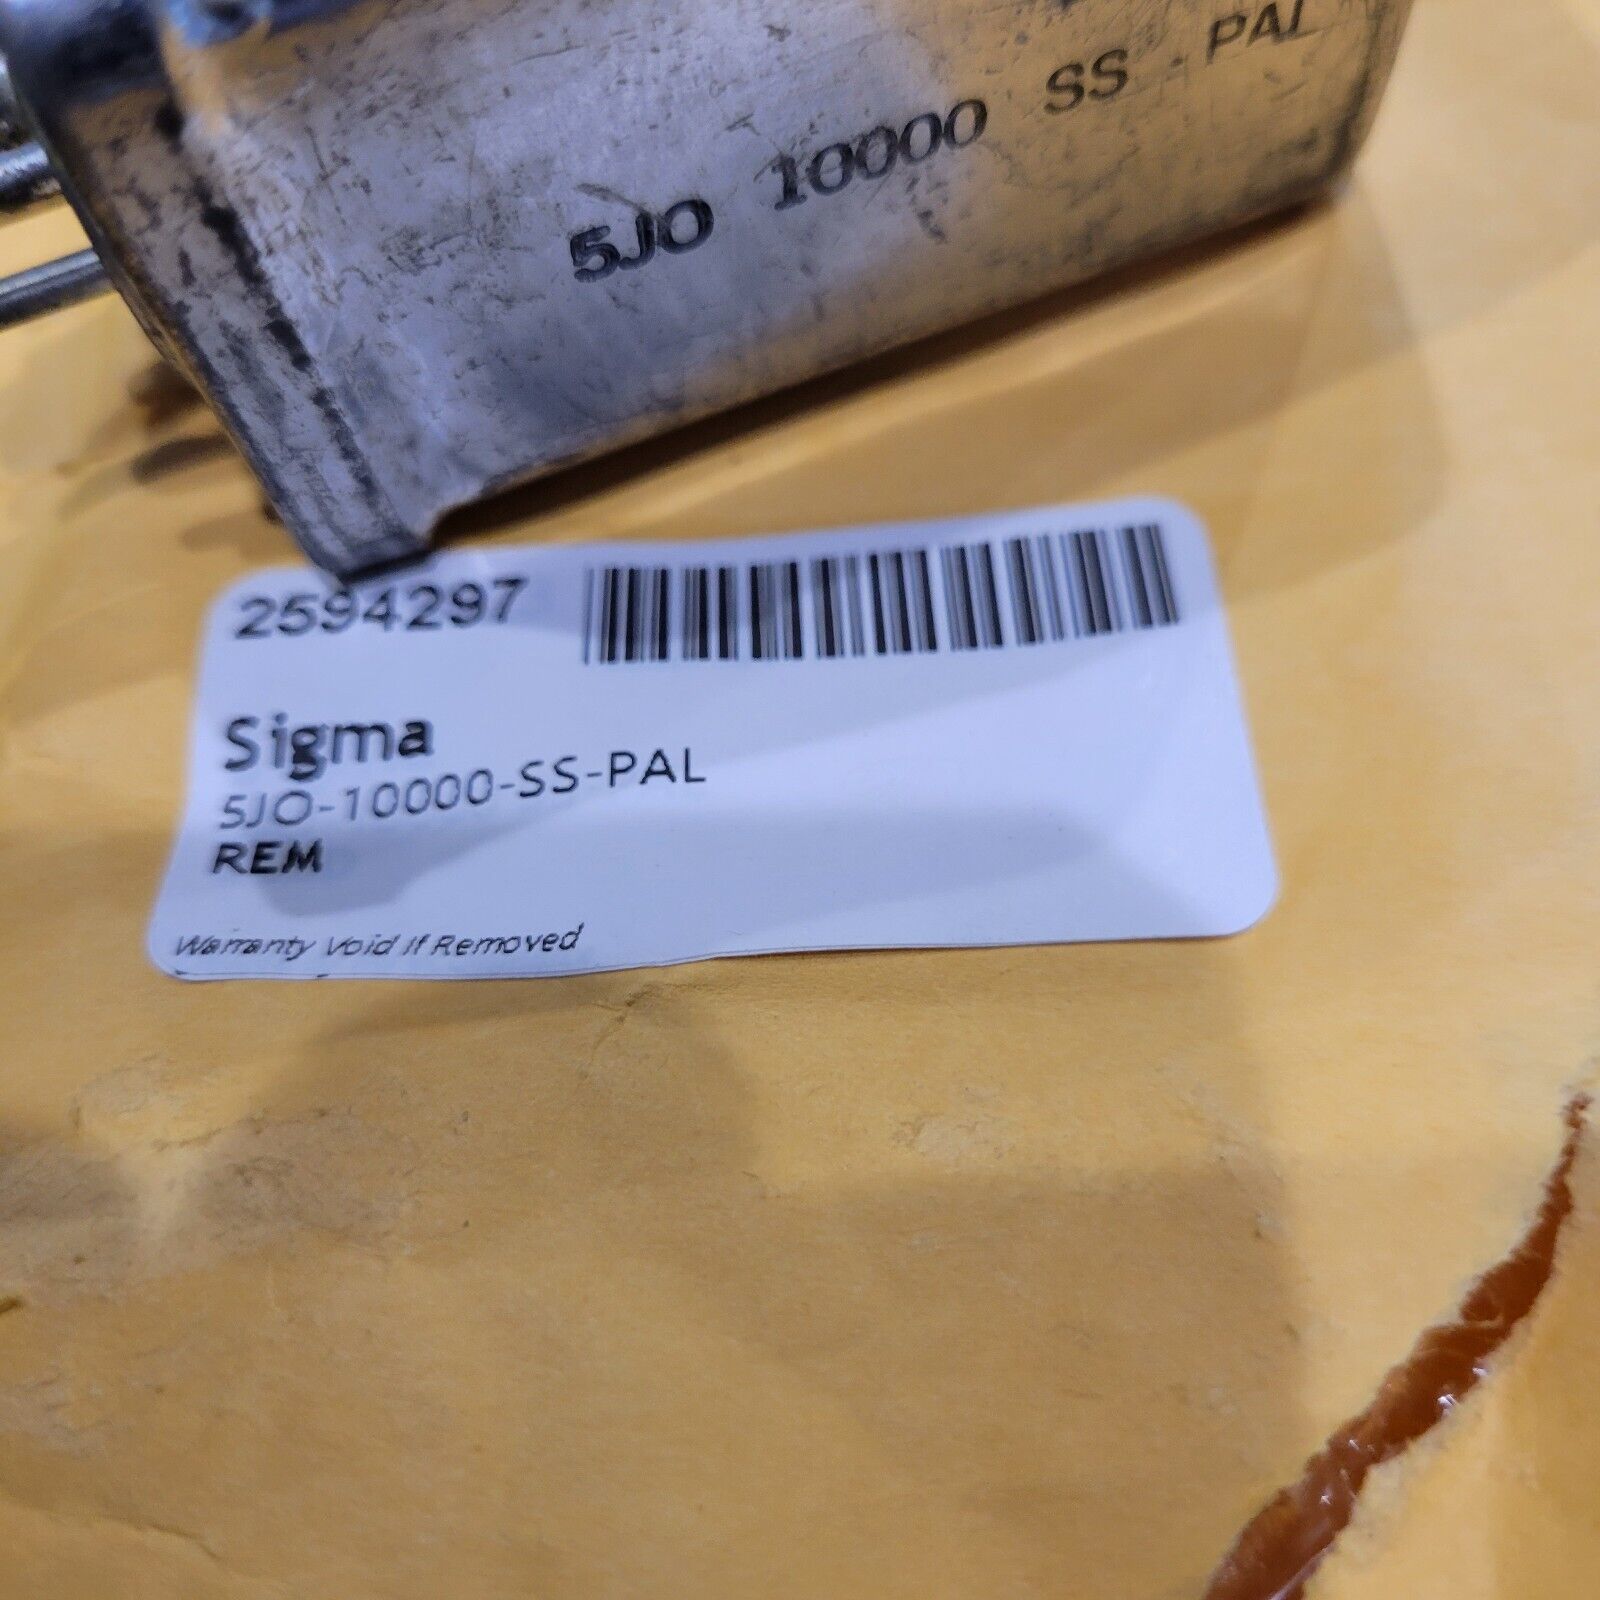 5JO 10000 SS - PAL
2594297
Sigma
5JO-10000-SS-PAL
REM
Warranty Void If Removed